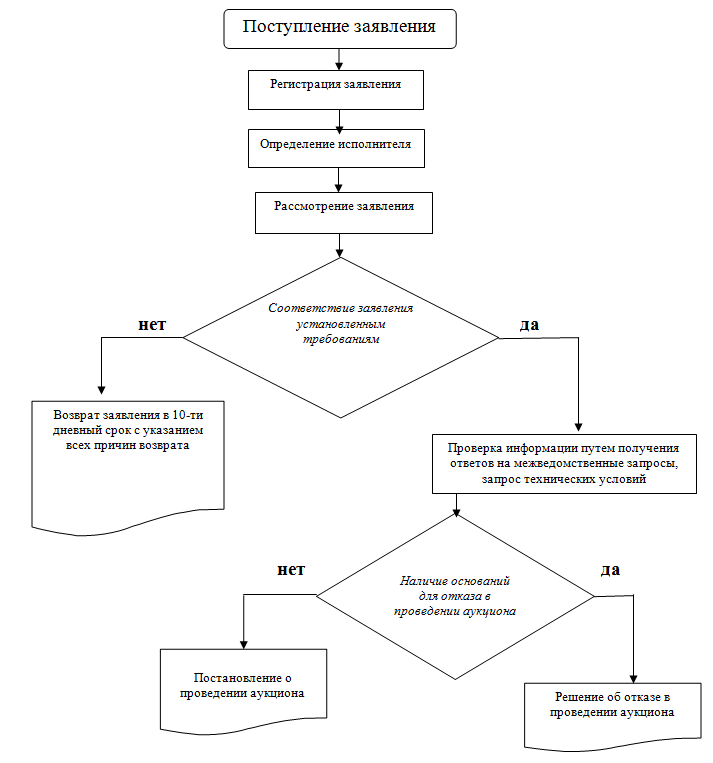 Поступление заявления
Регистрация заявления
Определение исполнителя
Рассмотрение заявления
Соответствие заявления
установленным
требованиям
нет
да
Возврат заявления в 10-ти
дневный срок с указанием
всех причин возврата
Проверка информации путем получения
ответов на межведомственные запросы,
запрос технических условий
Наличие оснований
для отказа в
проведении аукциона
нет
да
Постановление о
проведении аукциона
Решение об отказе в
проведении аукциона